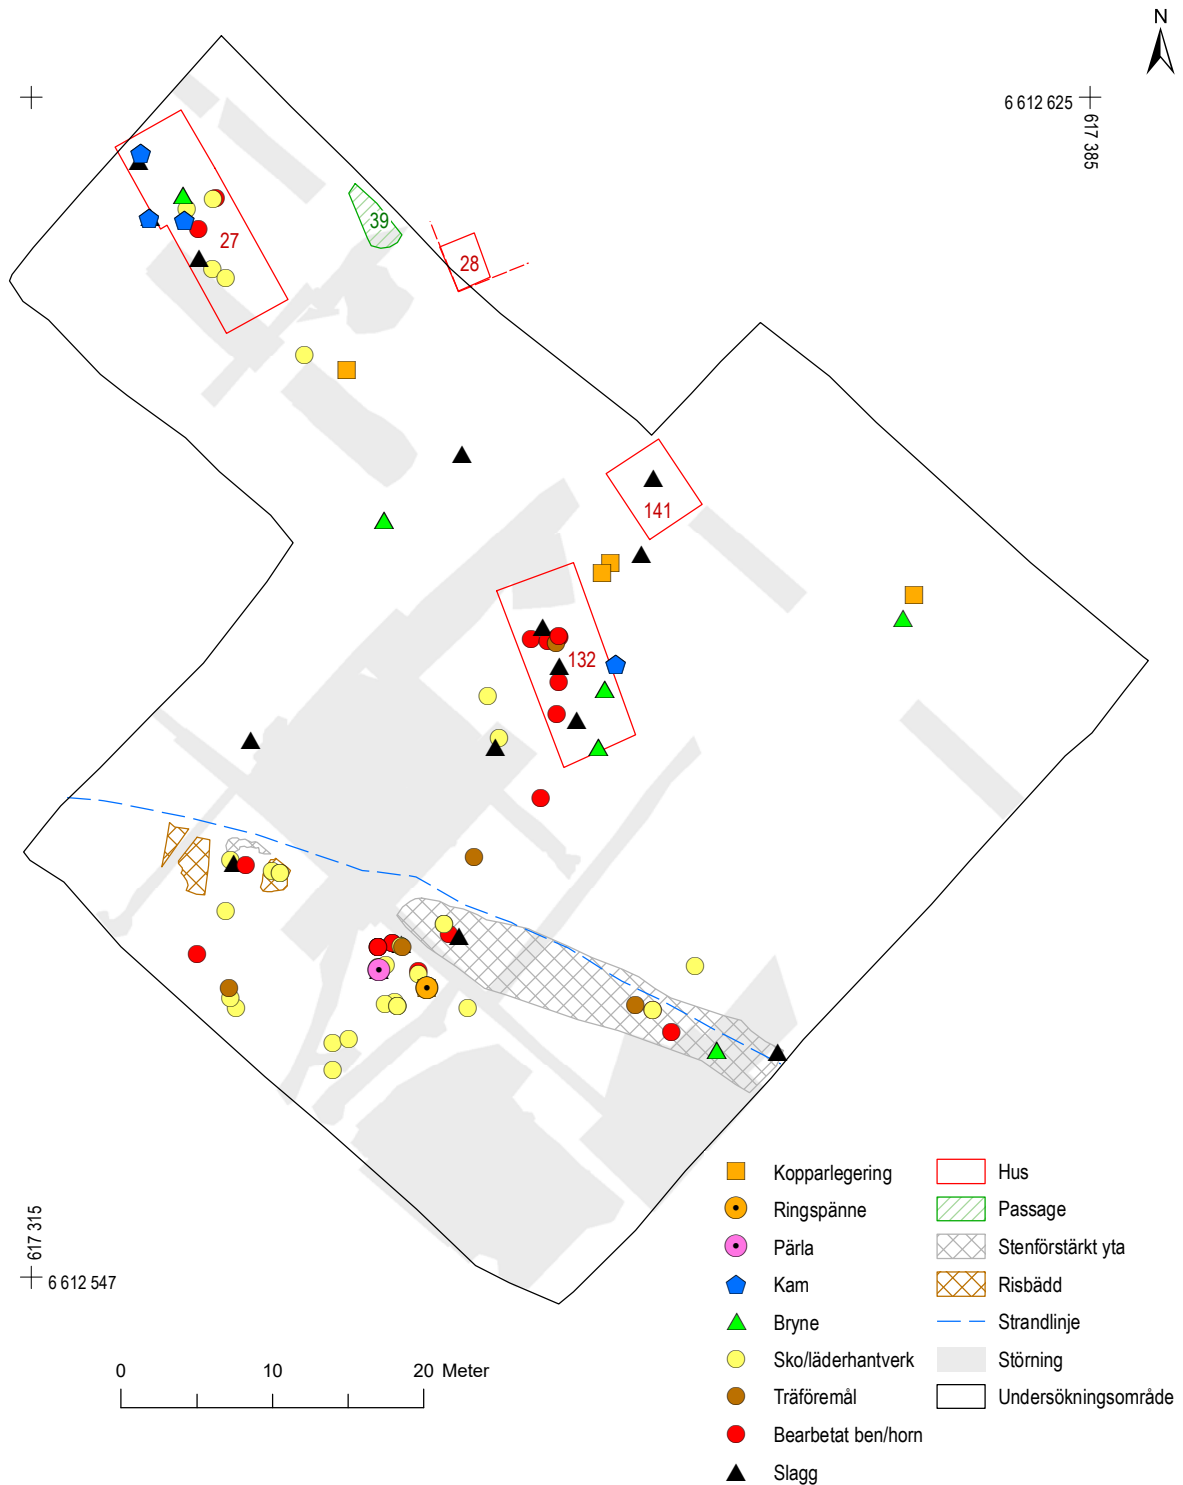 N
6 612 625
617 385
39
27
28
141
132
617 315
6 612 547
0 10 20 Meter
Kopparlegering
Ringspänne
Pärla
Kam
Bryne
Sko/läderhantverk
Träföremål
Bearbetat ben/horn
Slagg
Hus
Passage
Stenförstärkt yta
Risbädd
Strandlinje
Störning
Undersökningsområde